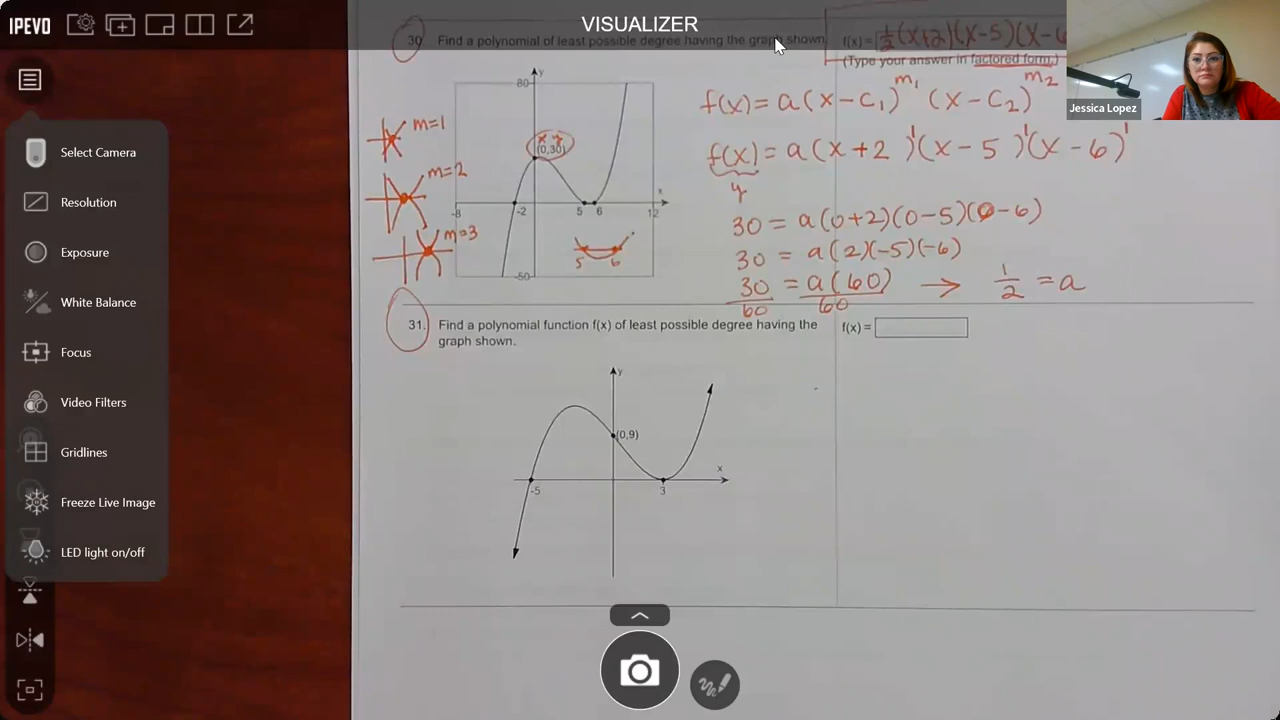 IPEVO
VISUALIZER
Select Camera
Resolution
Exposure
White Balance
Focus
Video Filters
Gridlines
Freeze Live Image
LED light on/off
Jessica Lopez
30. Find a polynomial of least possible degree having the graph shown.
f(x) = 1/2 (x+2)(x-5)(x-6
(Type your answer in factored form.)
y
80
x y
(0,30)
x
-8
-2
5
6
12
-50
5 6
m=1
m=2
m=3
f(x) = a(x-c₁)^m₁ (x-c₂)^m₂
f(x) = a(x+2)¹(x-5)¹(x-6)¹
y
30 = a(0+2)(0-5)(0-6)
30 = a(2)(-5)(-6)
30 = a(60) → 1/2 = a
60 60
31. Find a polynomial function f(x) of least possible degree having the
graph shown.
f(x) =
y
(0,9)
x
-5
3